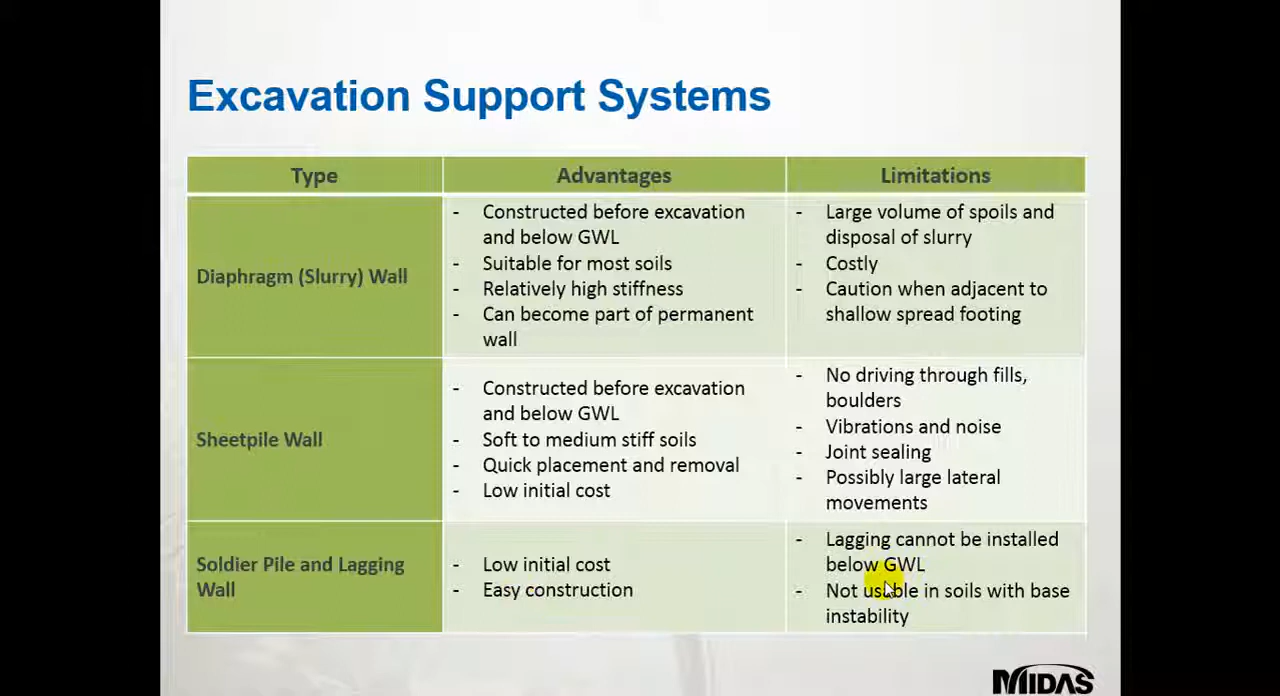 Excavation Support Systems
Type
Advantages
Limitations
Diaphragm (Slurry) Wall
- Constructed before excavation
and below GWL
- Suitable for most soils
- Relatively high stiffness
- Can become part of permanent
wall
- Large volume of spoils and
disposal of slurry
- Costly
- Caution when adjacent to
shallow spread footing
Sheetpile Wall
- Constructed before excavation
and below GWL
- Soft to medium stiff soils
- Quick placement and removal
- Low initial cost
- No driving through fills,
boulders
- Vibrations and noise
- Joint sealing
- Possibly large lateral
movements
Soldier Pile and Lagging
Wall
- Low initial cost
- Easy construction
- Lagging cannot be installed
below GWL
- Not usable in soils with base
instability
MIDAS